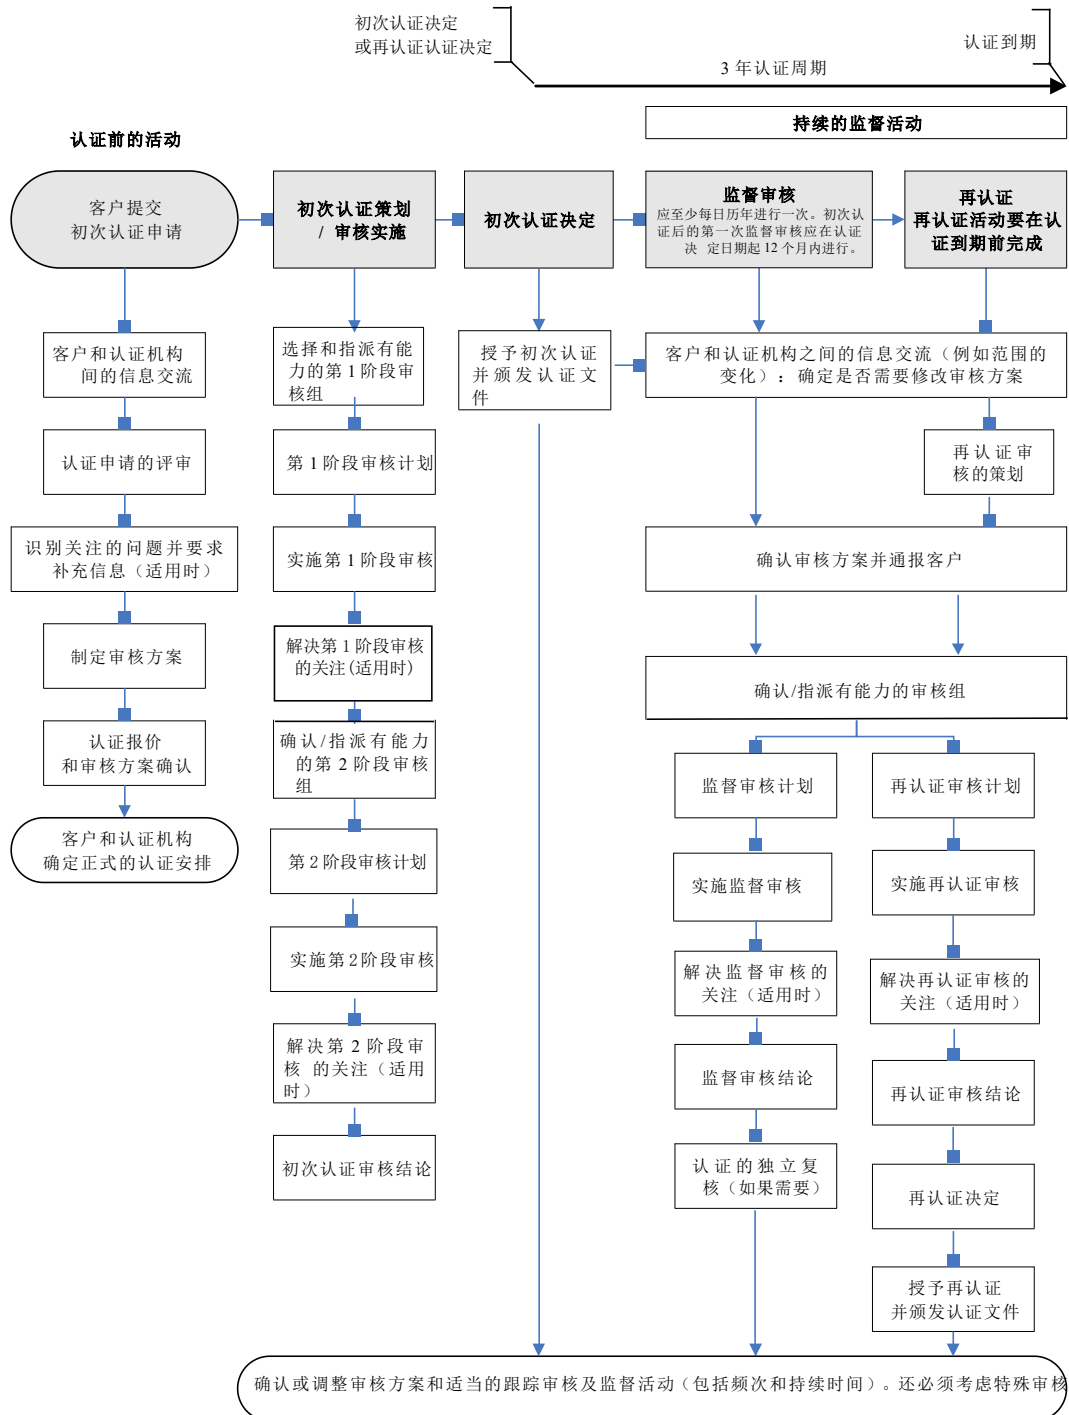 初次认证决定
或再认证认证决定
认证到期
3 年认证周期
持续的监督活动
认证前的活动
客户提交
初次认证申请
初次认证策划
/ 审核实施
初次认证决定
监督审核
应至少每日历年进行一次。初次认
证后的第一次监督审核应在认证
决 定日期起 12 个月内进行。
再认证
再认证活动要在认
证到期前完成
客户和认证机构
间的信息交流
认证申请的评审
识别关注的问题并要求
补充信息（适用时）
制定审核方案
认证报价
和审核方案确认
客户和认证机构
确定正式的认证安排
选择和指派有能
力的第 1 阶段审
核组
第 1 阶段审核计划
实施第 1 阶段审核
解决第 1 阶段审核
的关注(适用时)
确认/指派有能力
的第 2 阶段审核
组
第 2 阶段审核计划
实施第 2 阶段审核
解决第 2 阶段审
核 的关注（适用
时）
初次认证审核结论
授予初次认证
并颁发认证文
件
客户和认证机构之间的信息交流（例如范围的
变化）：确定是否需要修改审核方案
再认证审
核的策划
确认审核方案并通报客户
确认/指派有能力的审核组
监督审核计划
实施监督审核
解决监督审核的
关注（适用时）
监督审核结论
认证的独立复
核（如果需要）
再认证审核计划
实施再认证审核
解决再认证审核的
关注（适用时）
再认证审核结论
再认证决定
授予再认证
并颁发认证文件
确认或调整审核方案和适当的跟踪审核及监督活动（包括频次和持续时间）。还必须考虑特殊审核